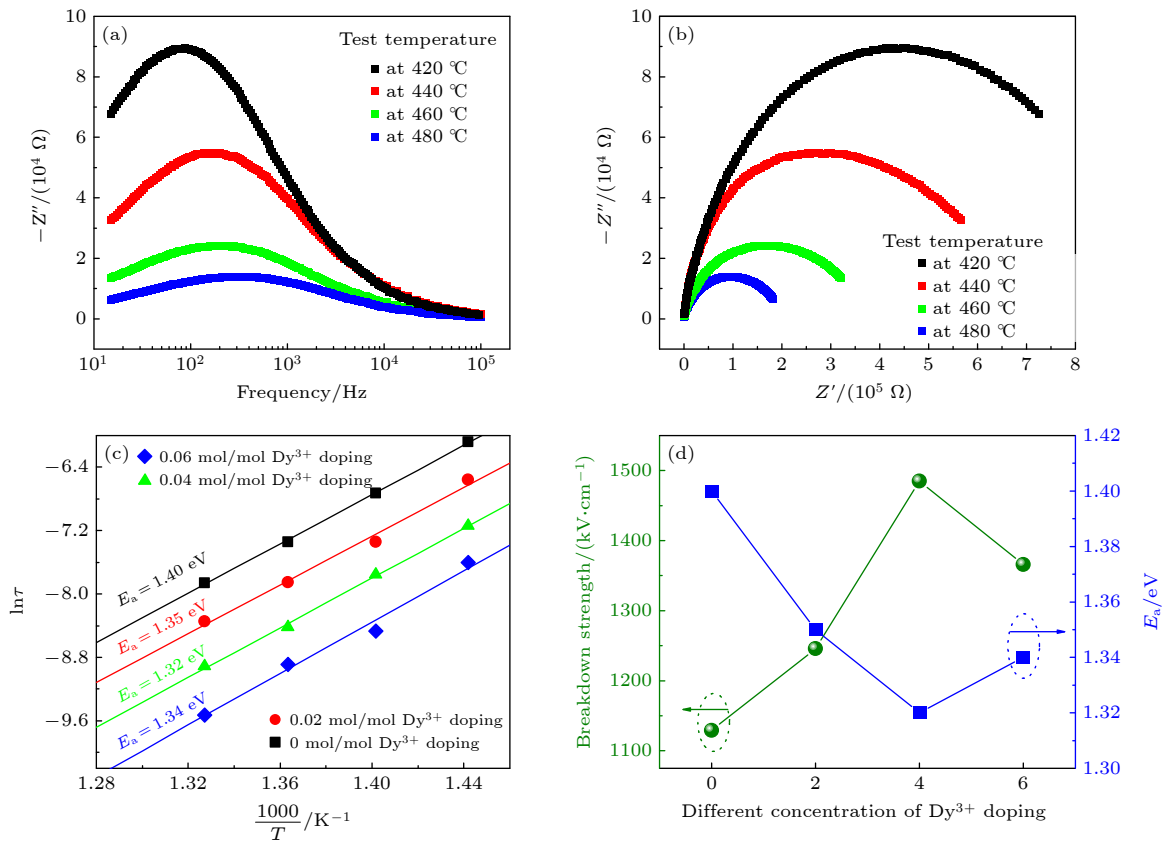 (a)
Test temperature
at 420 ℃
at 440 ℃
at 460 ℃
at 480 ℃
10
8
6
4
2
0
−Z″/(10⁴ Ω)
10¹ 10² 10³ 10⁴ 10⁵
Frequency/Hz
(b)
10
8
6
4
2
0
−Z″/(10⁴ Ω)
Test temperature
at 420 ℃
at 440 ℃
at 460 ℃
at 480 ℃
0 1 2 3 4 5 6 7 8
Z′/(10⁵ Ω)
(c)
0.06 mol/mol Dy³⁺ doping
0.04 mol/mol Dy³⁺ doping
−6.4
−7.2
−8.0
−8.8
−9.6
lnτ
Eₐ = 1.40 eV
Eₐ = 1.35 eV
Eₐ = 1.32 eV
Eₐ = 1.34 eV
0.02 mol/mol Dy³⁺ doping
0 mol/mol Dy³⁺ doping
1.28 1.32 1.36 1.40 1.44
1000/T /K⁻¹
(d)
1500
1400
1300
1200
1100
Breakdown strength/(kV·cm⁻¹)
1.42
1.40
1.38
1.36
1.34
1.32
1.30
Eₐ/eV
0 2 4 6
Different concentration of Dy³⁺ doping